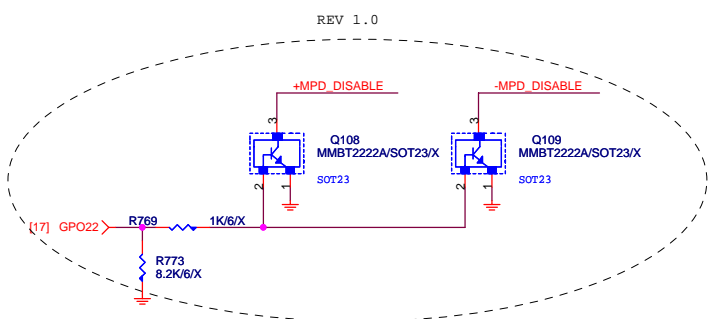 REV 1.0
+MPD_DISABLE
-MPD_DISABLE
3
3
Q108
MMBT2222A/SOT23/X
Q109
MMBT2222A/SOT23/X
SOT23
SOT23
2
1
2
1
[17] GPO22
R769
1K/6/X
R773
8.2K/6/X